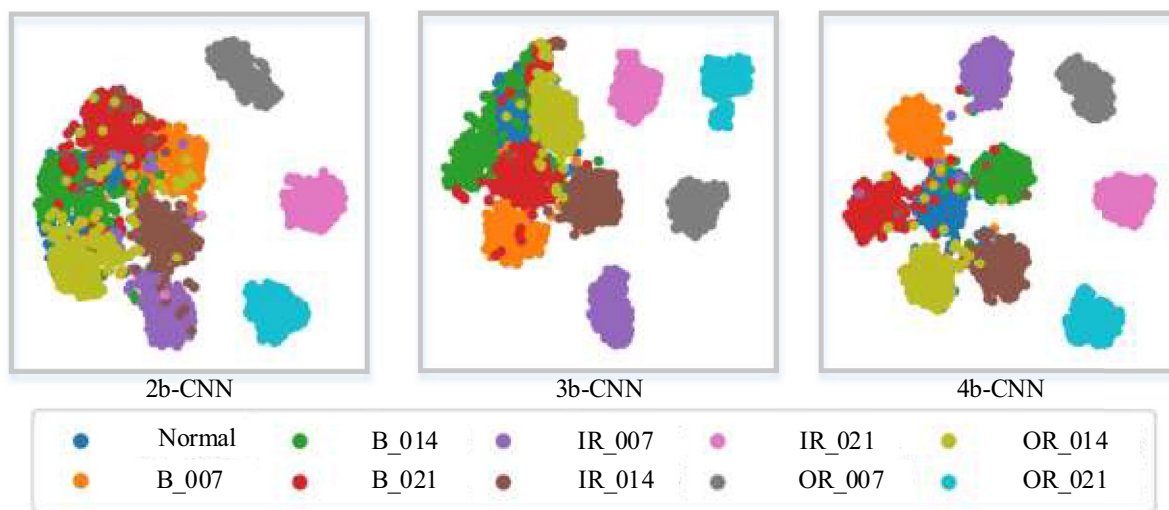 2b-CNN 3b-CNN 4b-CNN
Normal B_014 IR_007 IR_021 OR_014
B_007 B_021 IR_014 OR_007 OR_021